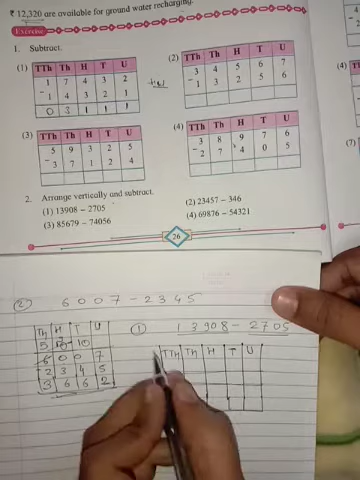 ₹ 12,320 are available for ground water recharging.
Exercise
1. Subtract.
(1)
TTh Th H T U
1 7 4 3 2
- 1 4 3 2 1
0 3 1 1 1
(2)
TTh Th H T U
3 4 5 6 7
- 1 3 2 5 6
(3)
TTh Th H T U
5 9 3 2 5
- 3 7 1 2 4
(4)
TTh Th H T U
3 8 9 7 6
- 2 7 4 0 5
2. Arrange vertically and subtract.
(1) 13908 – 2705
(2) 23457 – 346
(3) 85679 – 74056
(4) 69876 – 54321
26
(4)
(7)
② 6007 - 2345
Th H T U
5 10
6 0 0 7
2 3 4 5
3 6 6 2
① 13908 - 2705
TTh Th H T U